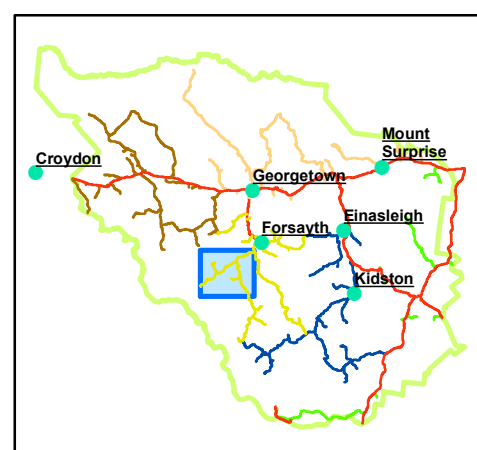 Mount
Surprise
Croydon
Georgetown
Einasleigh
Forsayth
Kidston